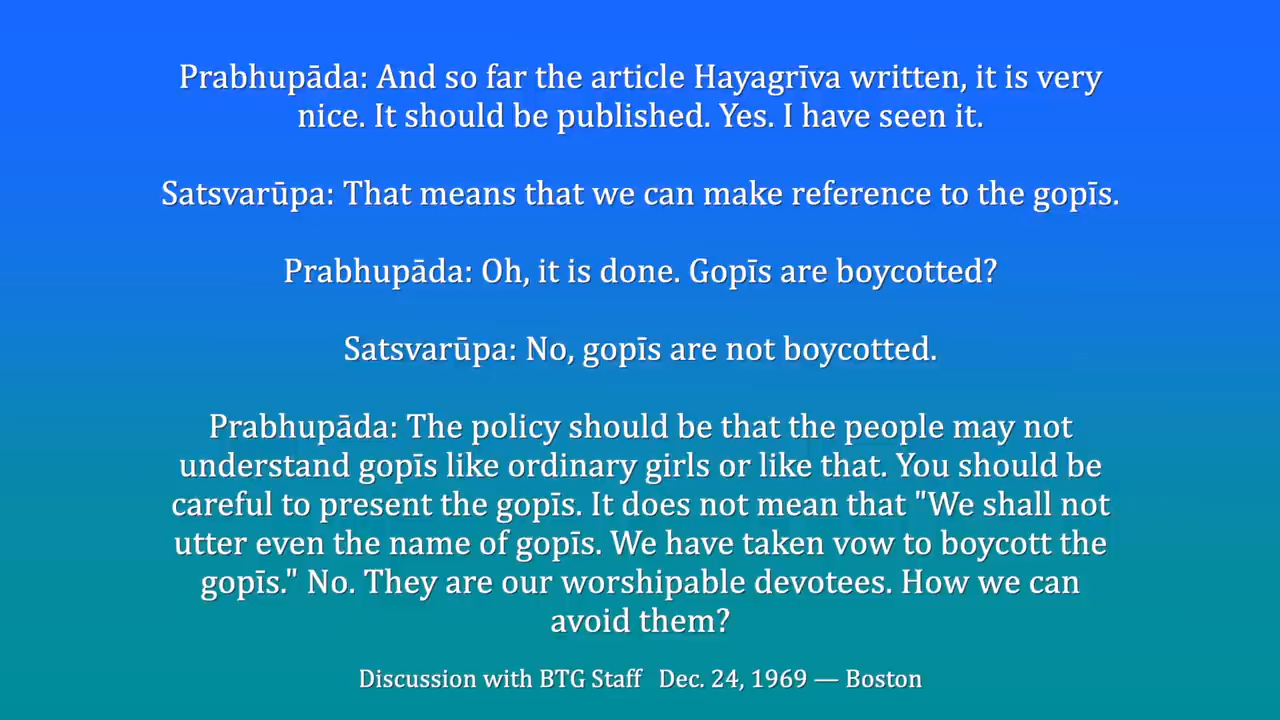 Prabhupāda: And so far the article Hayagrīva written, it is very
nice. It should be published. Yes. I have seen it.
Satsvarūpa: That means that we can make reference to the gopīs.
Prabhupāda: Oh, it is done. Gopīs are boycotted?
Satsvarūpa: No, gopīs are not boycotted.
Prabhupāda: The policy should be that the people may not
understand gopīs like ordinary girls or like that. You should be
careful to present the gopīs. It does not mean that "We shall not
utter even the name of gopīs. We have taken vow to boycott the
gopīs." No. They are our worshipable devotees. How we can
avoid them?
Discussion with BTG Staff   Dec. 24, 1969 — Boston